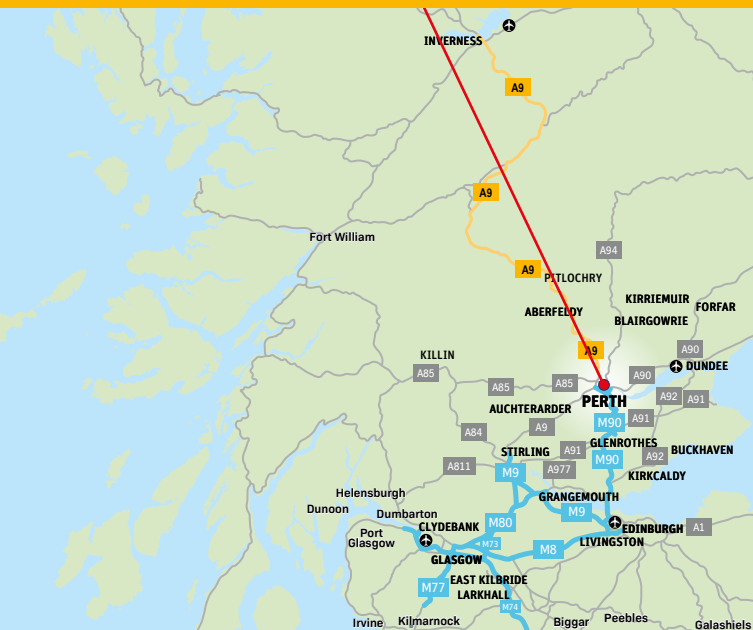 INVERNESS
A9
A9
Fort William
A94
A9
PITLOCHRY
KIRRIEMUIR
FORFAR
ABERFELDY
BLAIRGOWRIE
A9
A90
KILLIN
A85
A85
A85
A90
DUNDEE
PERTH
A92
A91
AUCHTERARDER
A9
M90
A91
A84
STIRLING
A91
GLENROTHES
A811
M9
A977
M90
A92
BUCKHAVEN
KIRKCALDY
Helensburgh
GRANGEMOUTH
Dunoon
Dumbarton
M9
CLYDEBANK
M80
EDINBURGH
A1
Port
Glasgow
M73
M8
LIVINGSTON
GLASGOW
M77
EAST KILBRIDE
LARKHALL
M74
Irvine
Kilmarnock
Biggar
Peebles
Galashiels